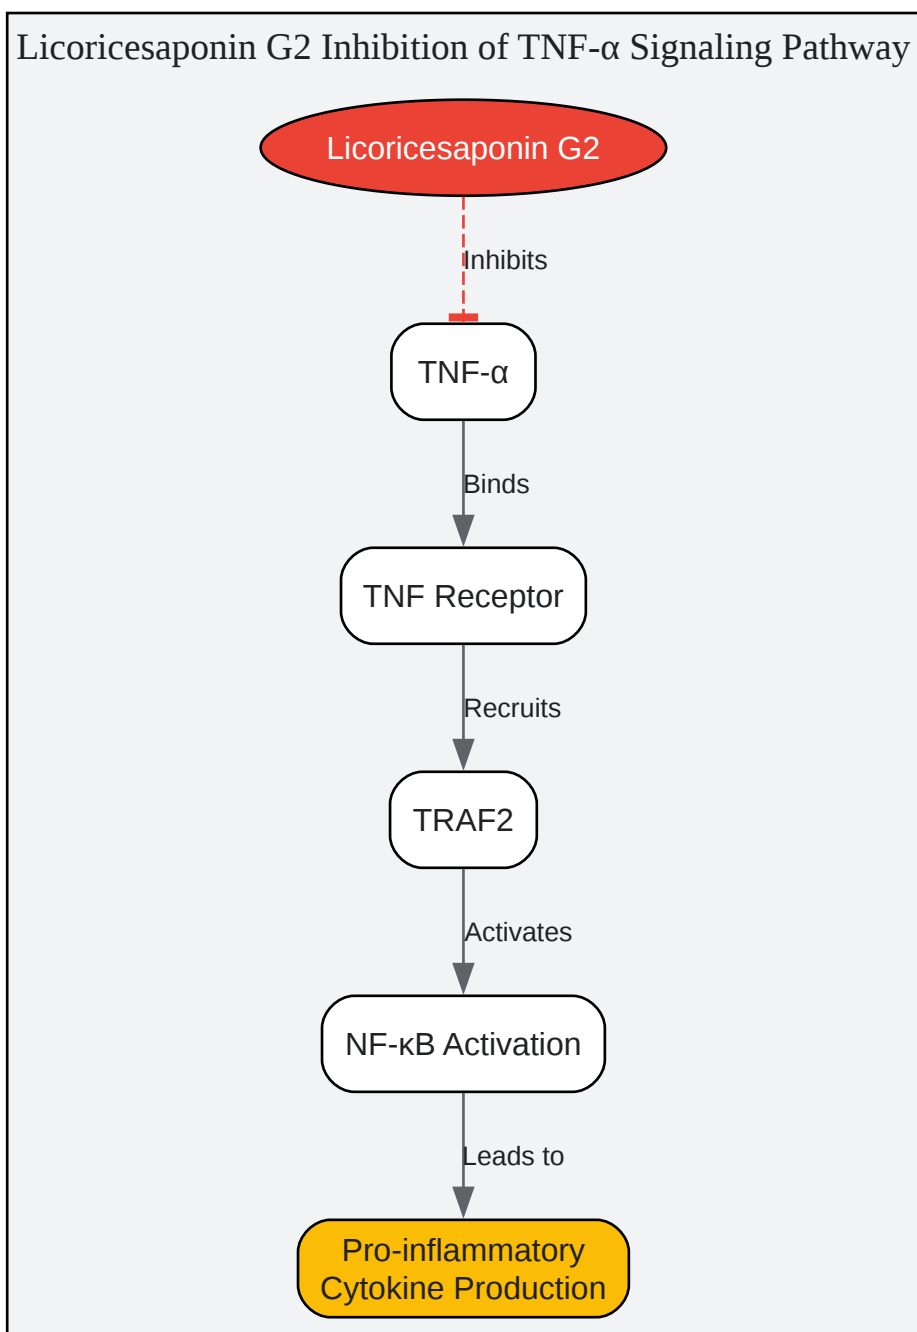 Licoricesaponin G2 Inhibition of TNF-α Signaling Pathway
Licoricesaponin G2
Inhibits
TNF-α
Binds
TNF Receptor
Recruits
TRAF2
Activates
NF-κB Activation
Leads to
Pro-inflammatory
Cytokine Production